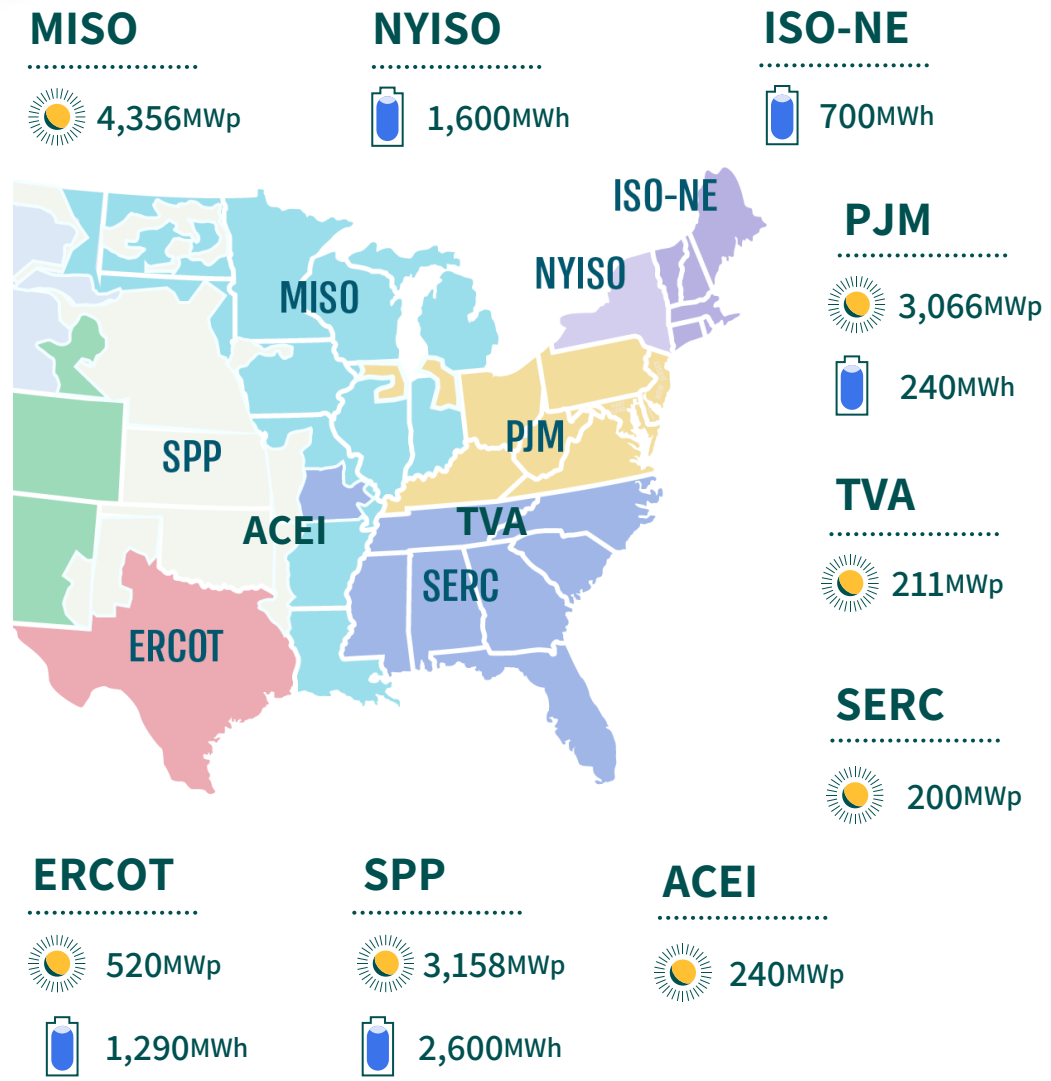 MISO
4,356MWp
NYISO
1,600MWh
ISO-NE
700MWh
ISO-NE
NYISO
MISO
PJM
SPP
ACEI
TVA
SERC
ERCOT
PJM
3,066MWp
240MWh
TVA
211MWp
SERC
200MWp
ERCOT
520MWp
1,290MWh
SPP
3,158MWp
2,600MWh
ACEI
240MWp